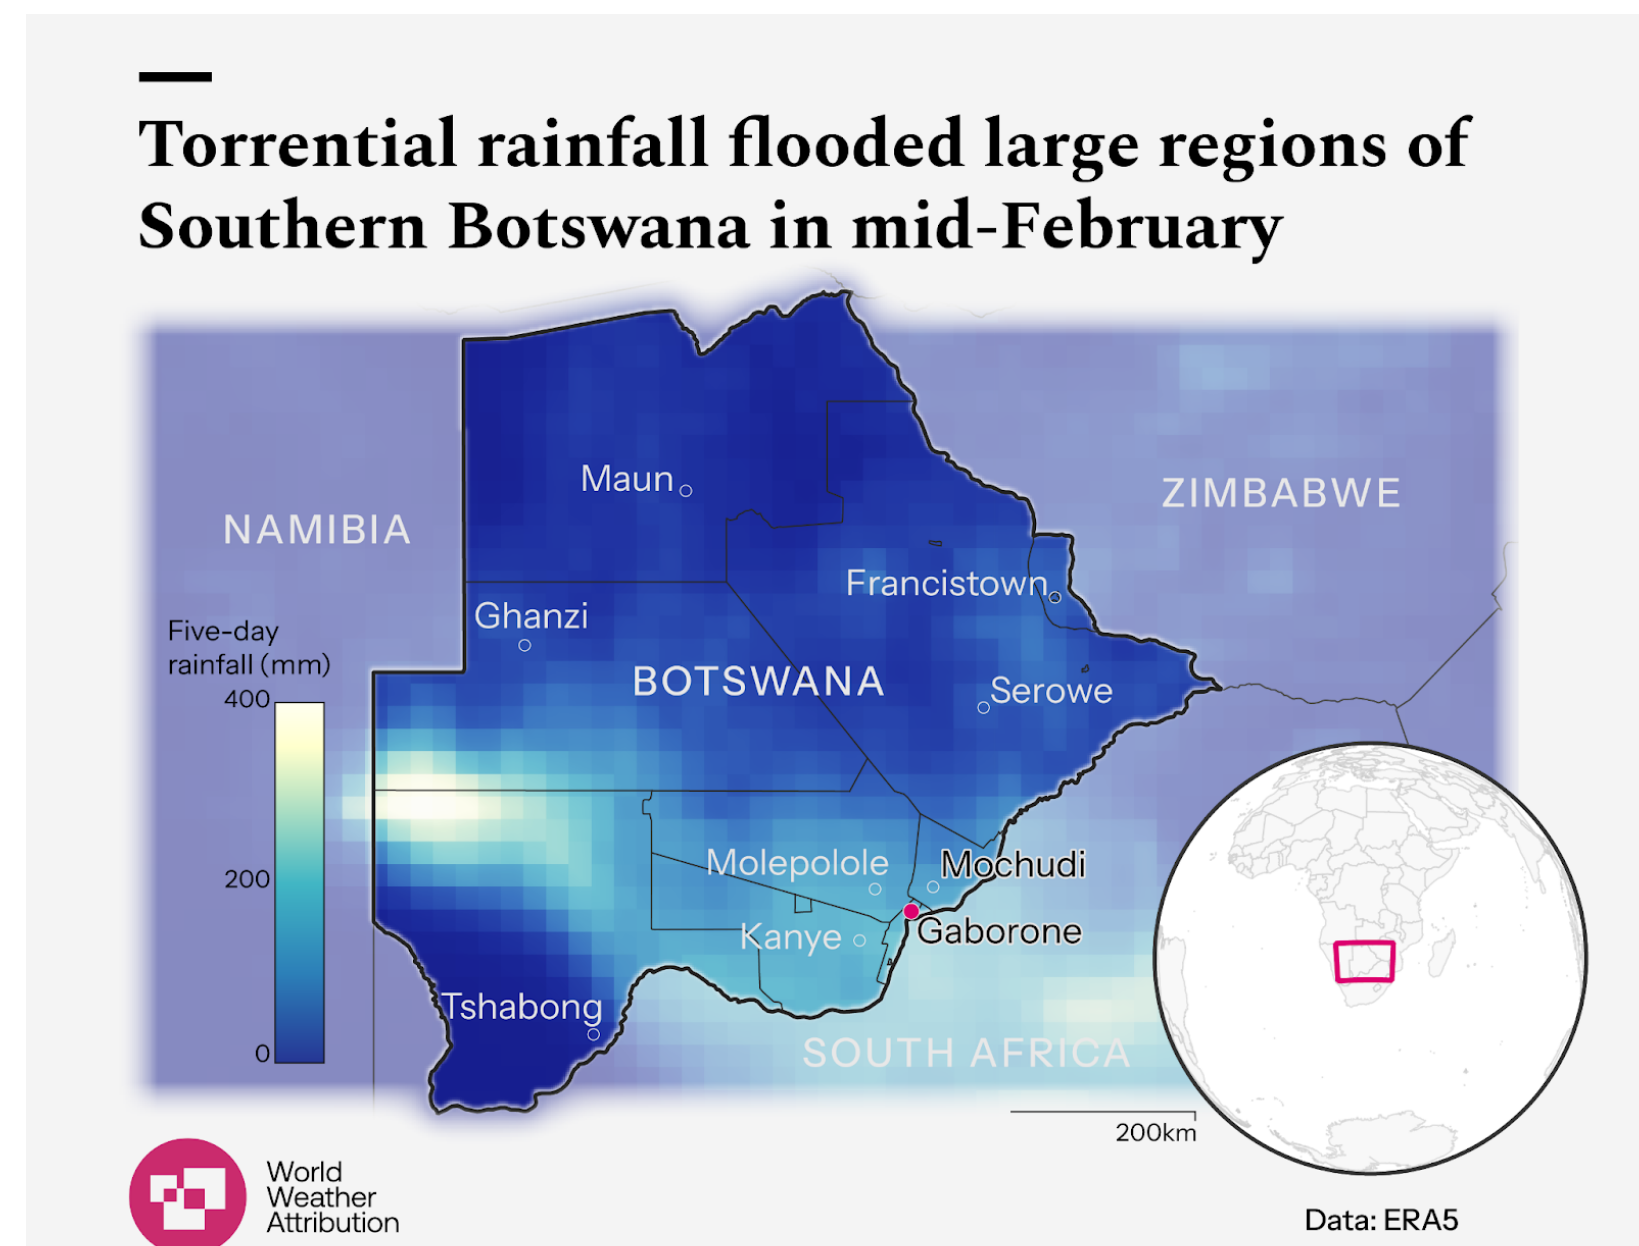 Torrential rainfall flooded large regions of
Southern Botswana in mid-February
Maun
NAMIBIA
ZIMBABWE
Francistown
Ghanzi
Five-day
rainfall (mm)
400
200
0
BOTSWANA
Serowe
Molepolole
Mochudi
Kanye
Gaborone
Tshabong
SOUTH AFRICA
200km
World
Weather
Attribution
Data: ERA5